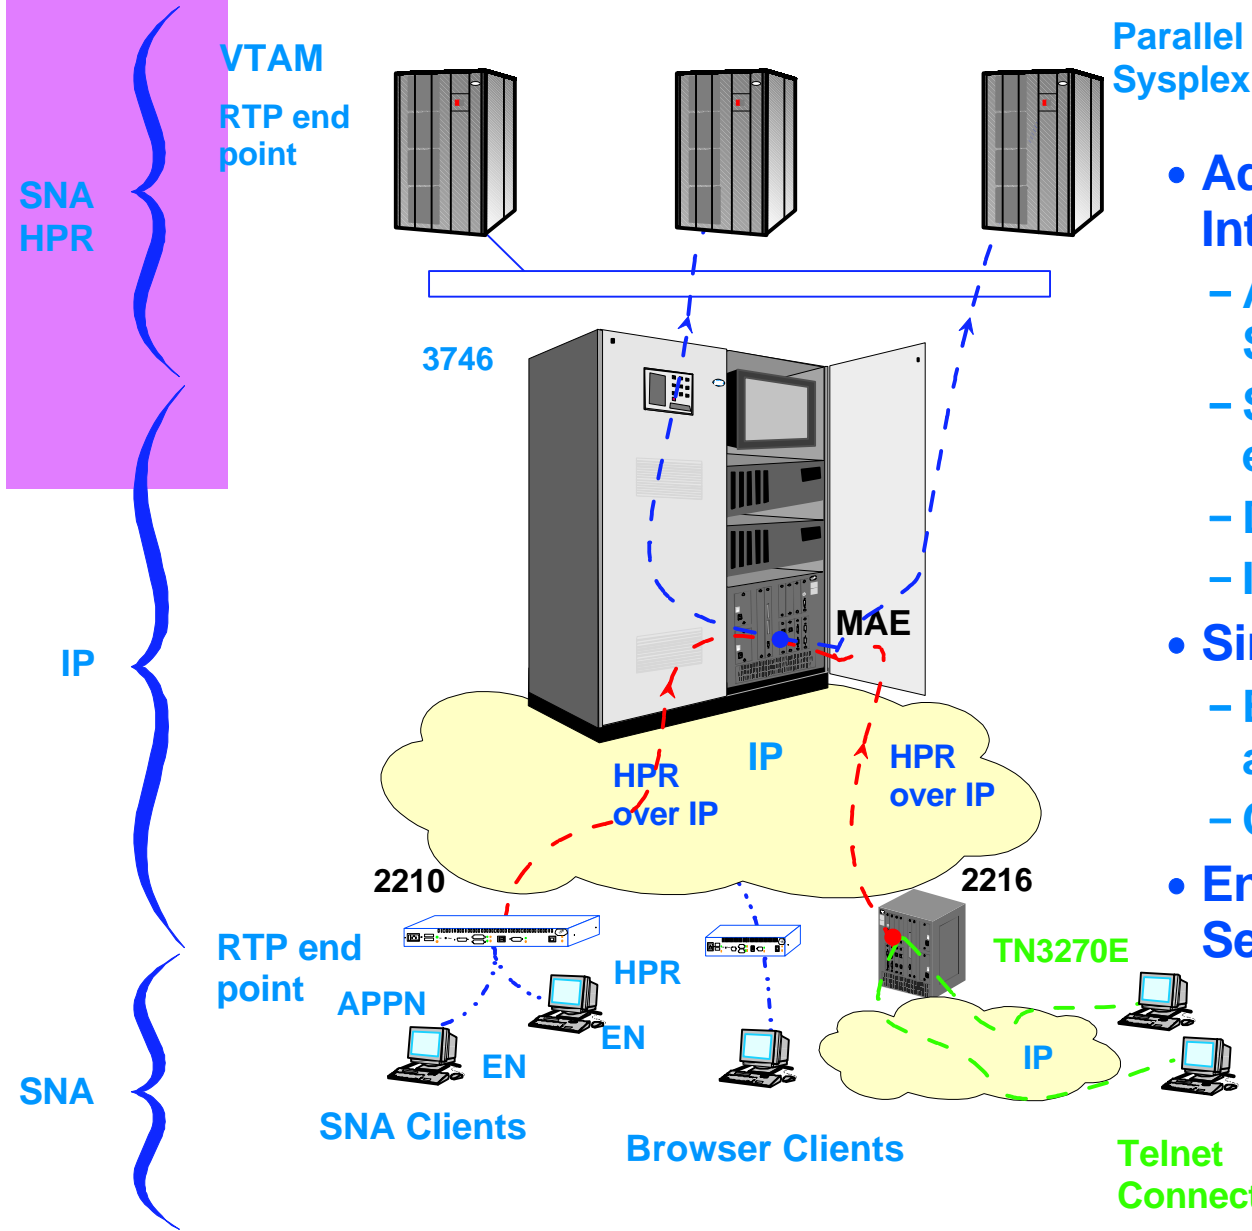 VTAM
RTP end
point
Parallel
Sysplex
SNA
HPR
3746
MAE
IP
IP
HPR
over IP
HPR
over IP
2210
2216
RTP end
point
HPR
TN3270E
APPN
EN
EN
IP
SNA
SNA Clients
Browser Clients
Telnet